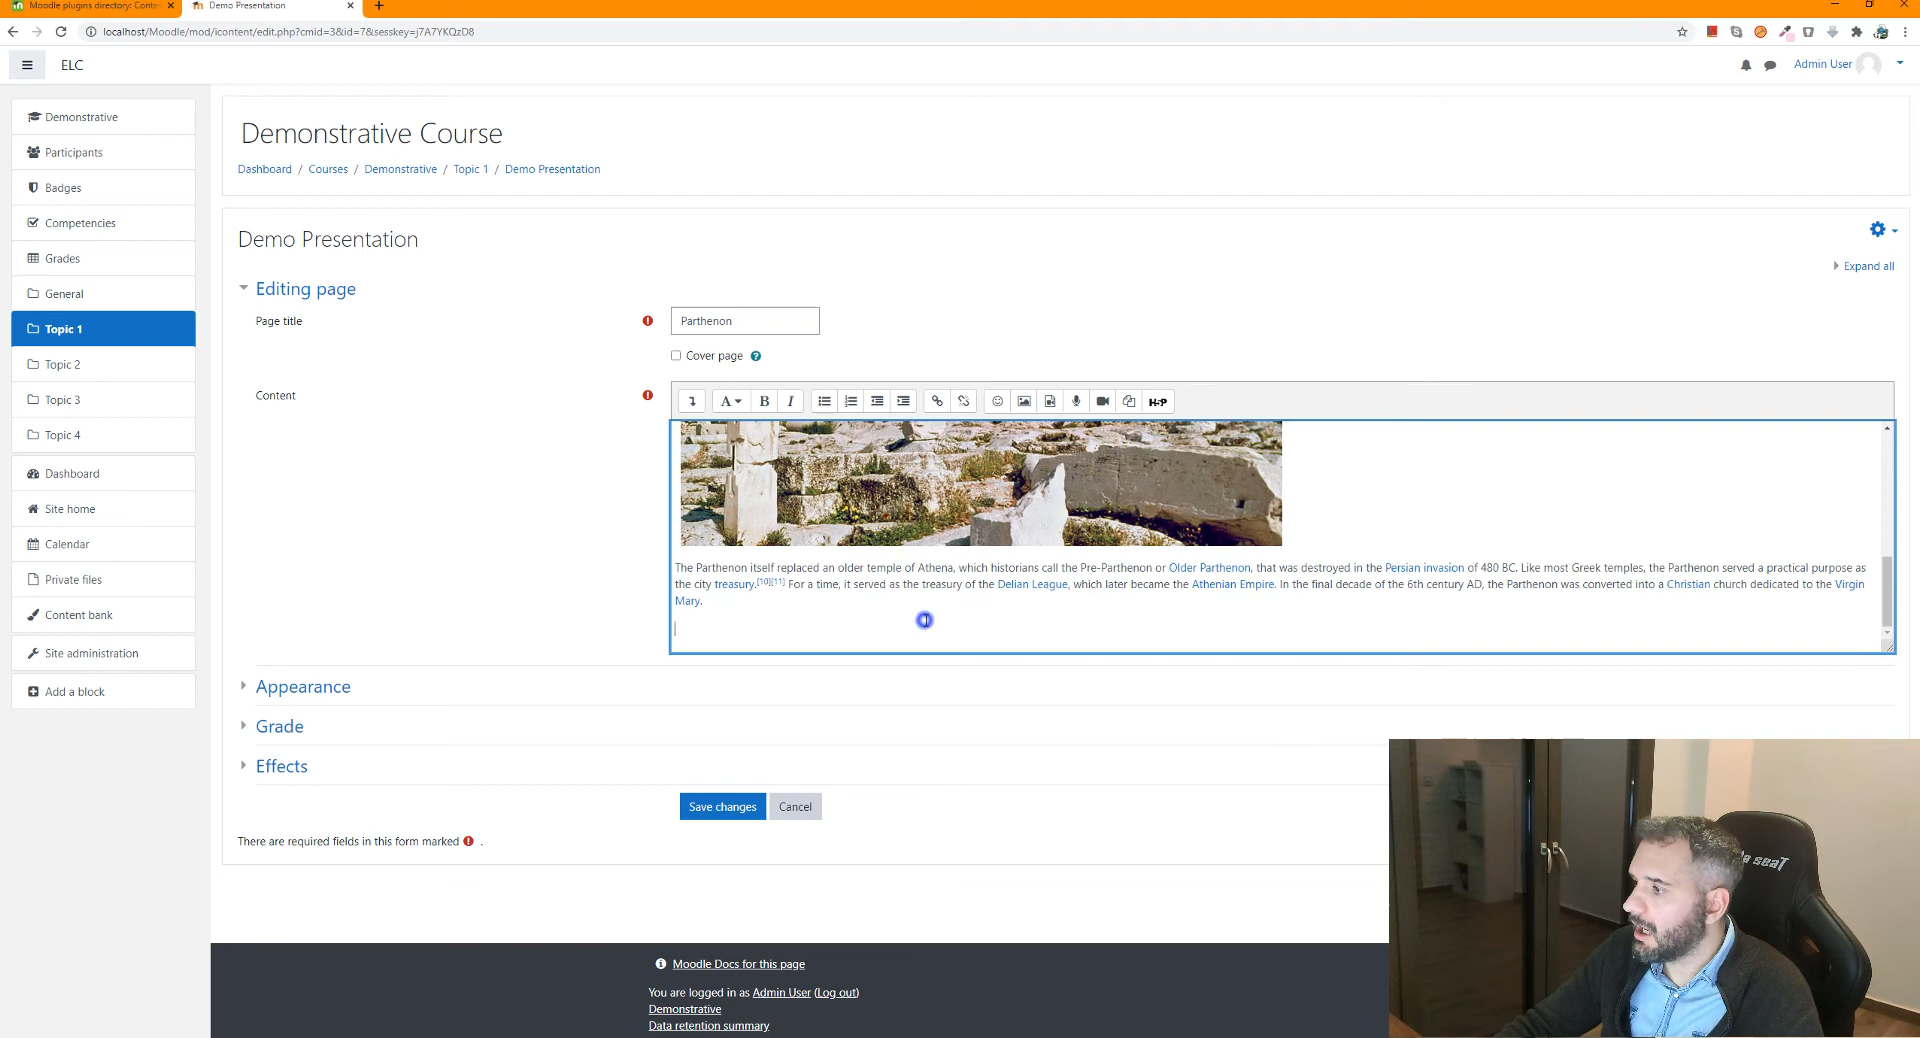 Moodle plugins directory: Conte
Demo Presentation
localhost/Moodle/mod/icontent/edit.php?cmid=3&id=7&sesskey=j7A7YKQzD8
ELC
Admin User
Demonstrative
Participants
Badges
Competencies
Grades
General
Topic 1
Topic 2
Topic 3
Topic 4
Dashboard
Site home
Calendar
Private files
Content bank
Site administration
Add a block
Demonstrative Course
Dashboard / Courses / Demonstrative / Topic 1 / Demo Presentation
Demo Presentation
Expand all
Editing page
Page title
Parthenon
Cover page
Content
A B I
H5P
The Parthenon itself replaced an older temple of Athena, which historians call the Pre-Parthenon or Older Parthenon, that was destroyed in the Persian invasion of 480 BC. Like most Greek temples, the Parthenon served a practical purpose as
the city treasury.[10][11] For a time, it served as the treasury of the Delian League, which later became the Athenian Empire. In the final decade of the 6th century AD, the Parthenon was converted into a Christian church dedicated to the Virgin
Mary.
Appearance
Grade
Effects
Save changes Cancel
There are required fields in this form marked .
Moodle Docs for this page
You are logged in as Admin User (Log out)
Demonstrative
Data retention summary
seat